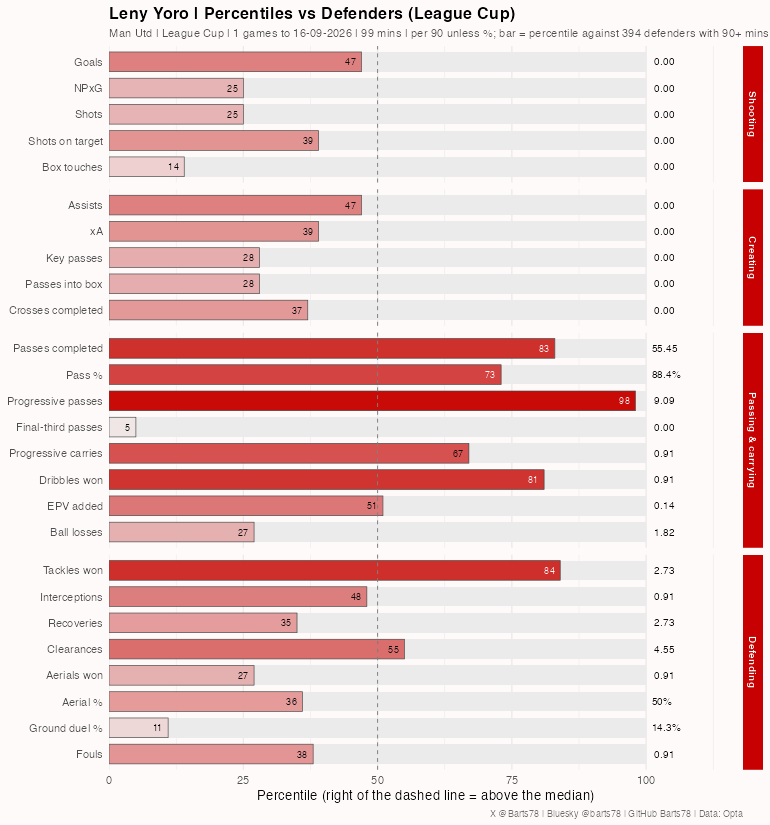 Leny Yoro | Percentiles vs Defenders (League Cup)
Man Utd | League Cup | 1 games to 16-09-2026 | 99 mins | per 90 unless %; bar = percentile against 394 defenders with 90+ mins
Goals 47 0.00
NPxG 25 0.00
Shots 25 0.00
Shots on target 39 0.00
Box touches 14 0.00
Shooting
Assists 47 0.00
xA 39 0.00
Key passes 28 0.00
Passes into box 28 0.00
Crosses completed 37 0.00
Creating
Passes completed 83 55.45
Pass % 73 88.4%
Progressive passes 98 9.09
Final-third passes 5 0.00
Progressive carries 67 0.91
Dribbles won 81 0.91
EPV added 51 0.14
Ball losses 27 1.82
Passing & carrying
Tackles won 84 2.73
Interceptions 48 0.91
Recoveries 35 2.73
Clearances 55 4.55
Aerials won 27 0.91
Aerial % 36 50%
Ground duel % 11 14.3%
Fouls 38 0.91
Defending
0 25 50 75 100
Percentile (right of the dashed line = above the median)
X @Barts78 | Bluesky @barts78 | GitHub Barts78 | Data: Opta